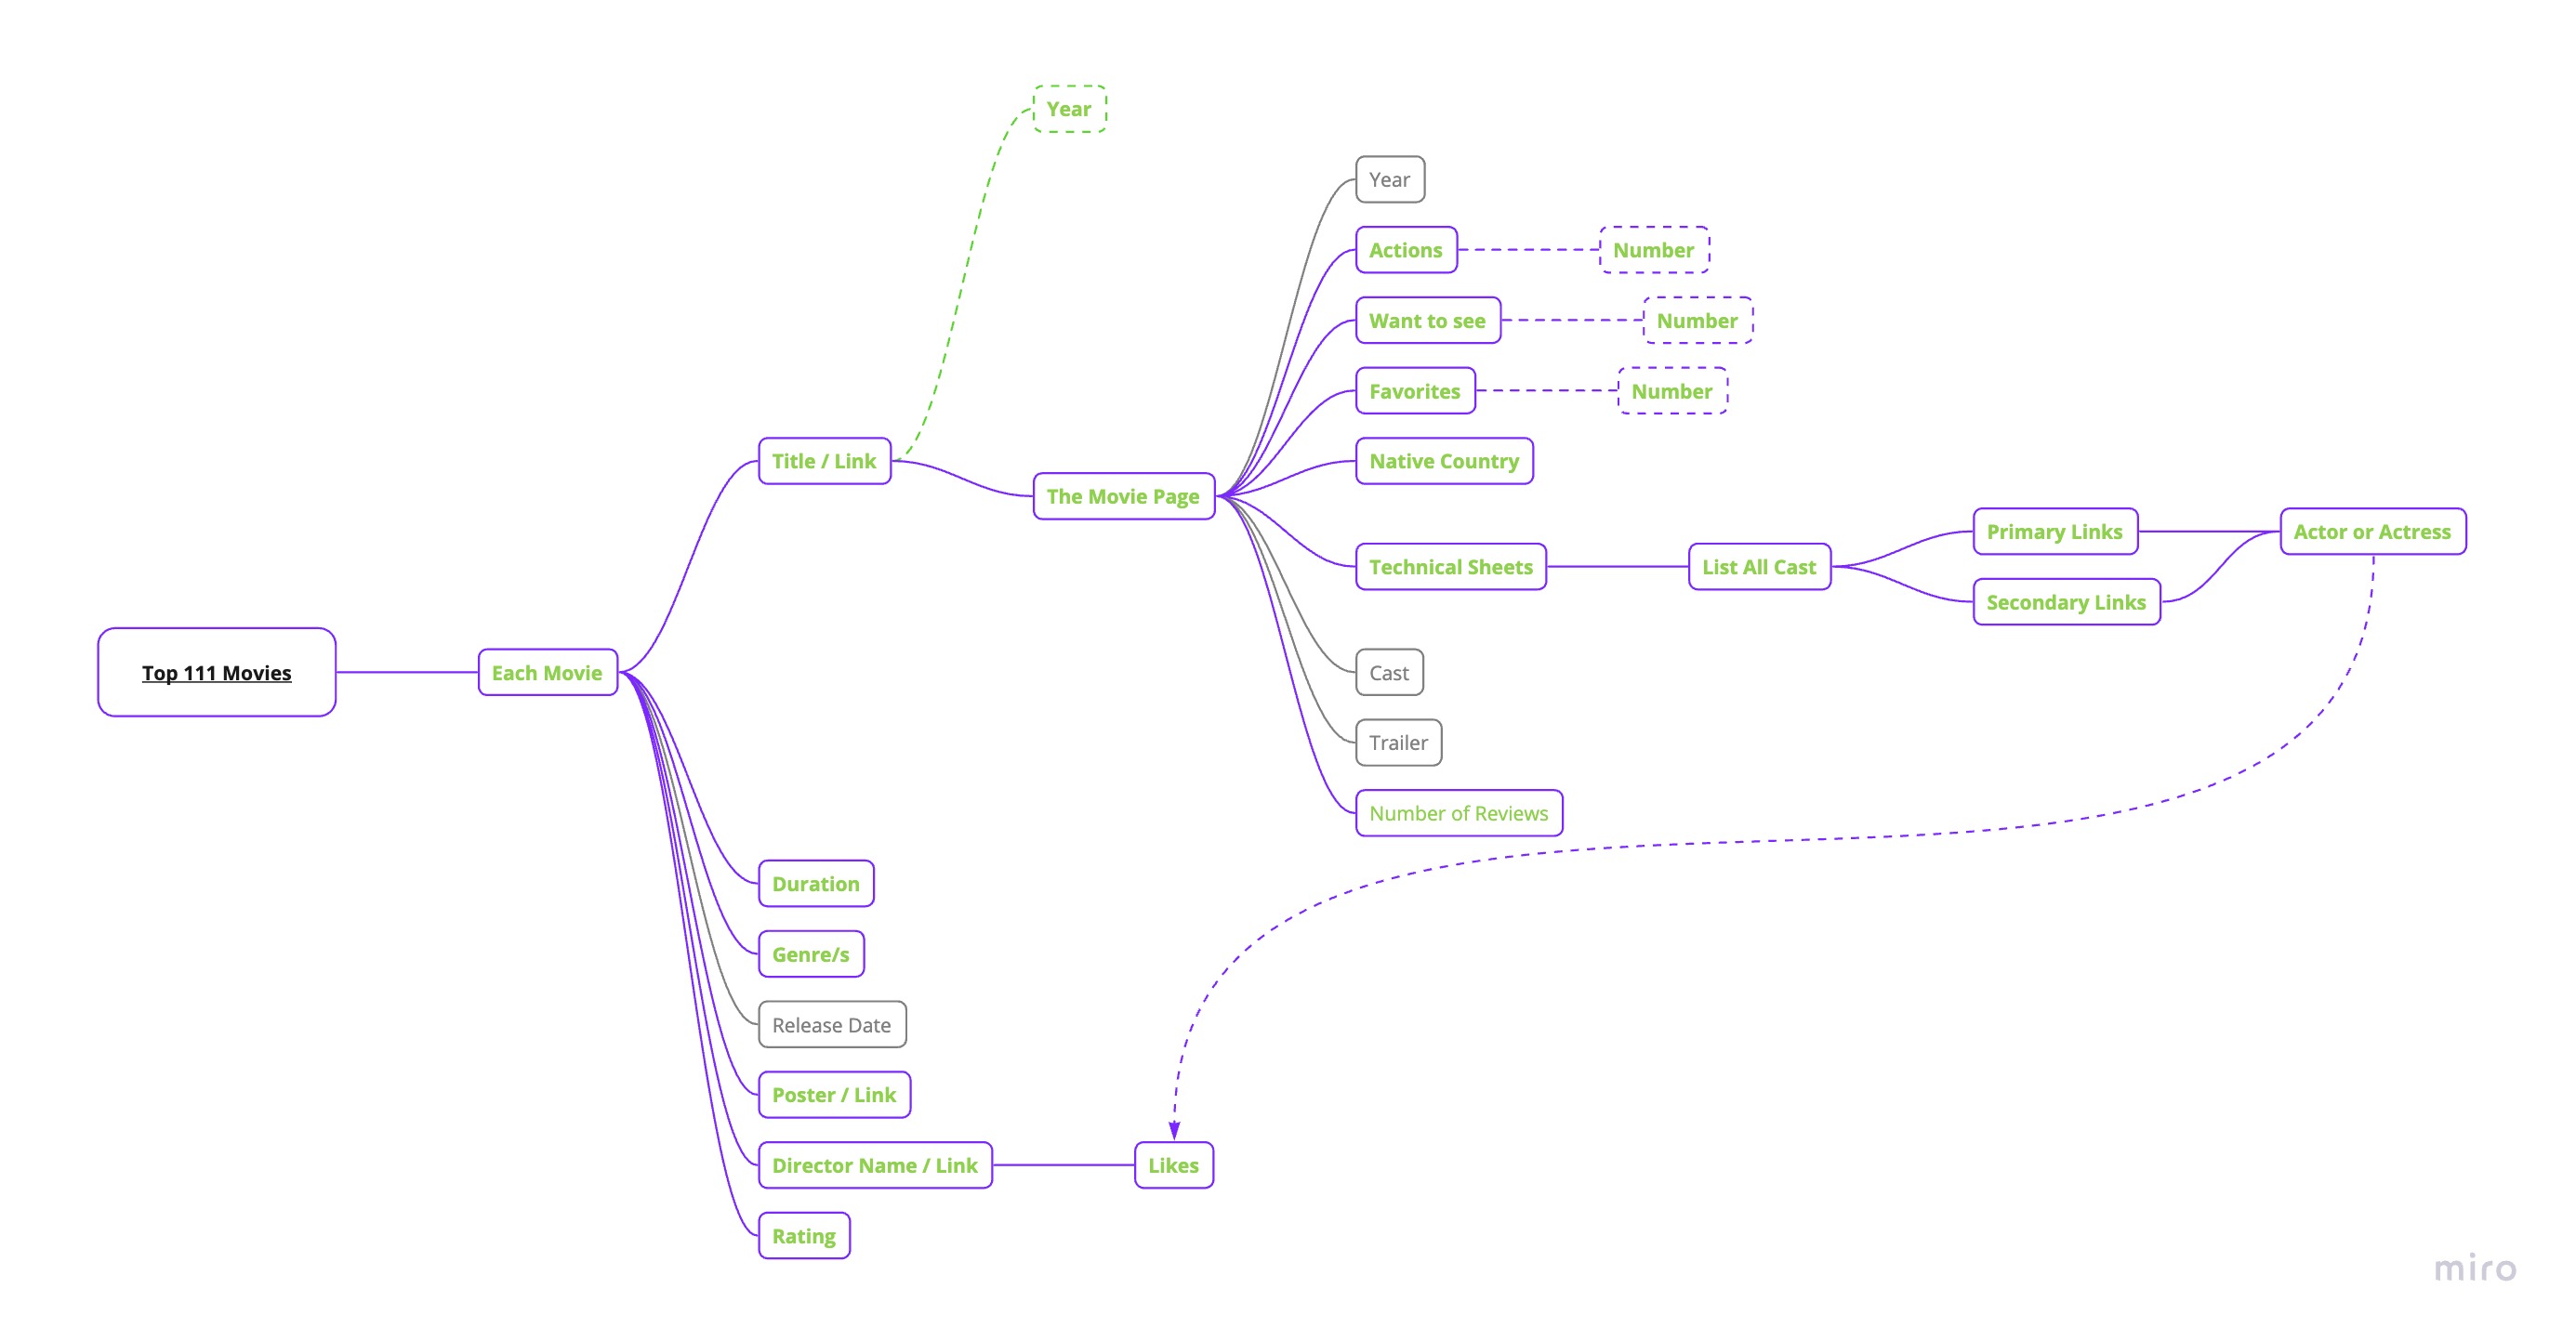 Year
Year
Actions
Number
Want to see
Number
Favorites
Number
Title / Link
Native Country
The Movie Page
Primary Links
Actor or Actress
Technical Sheets
List All Cast
Secondary Links
Top 111 Movies
Each Movie
Cast
Trailer
Number of Reviews
Duration
Genre/s
Release Date
Poster / Link
Director Name / Link
Likes
Rating
miro